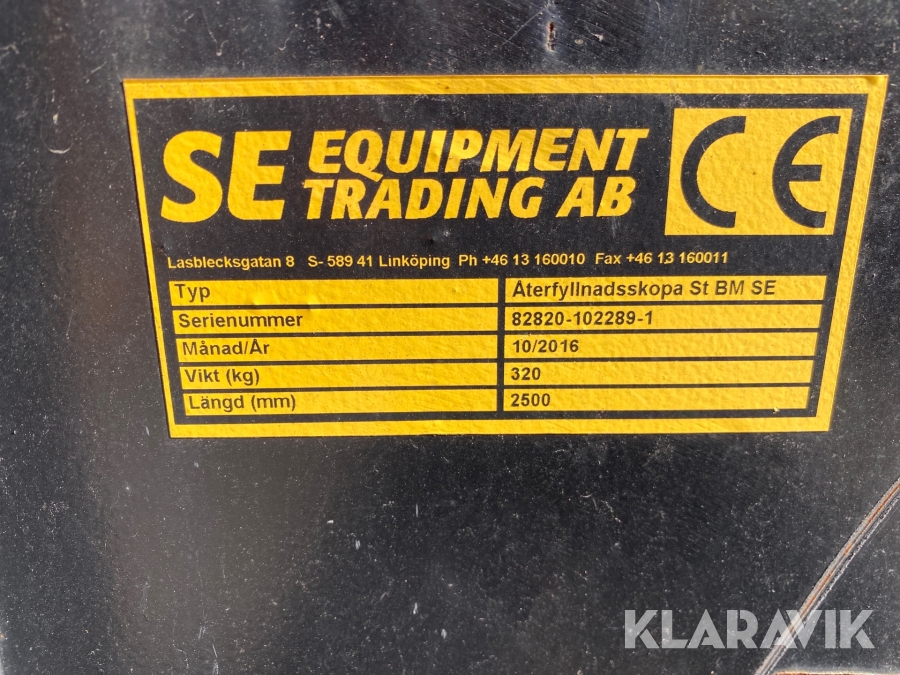 SE EQUIPMENT
TRADING AB
CE
Lasblecksgatan 8 S- 589 41 Linköping Ph +46 13 160010 Fax +46 13 160011
Typ Återfyllnadsskopa St BM SE
Serienummer 82820-102289-1
Månad/År 10/2016
Vikt (kg) 320
Längd (mm) 2500
KLARAVIK